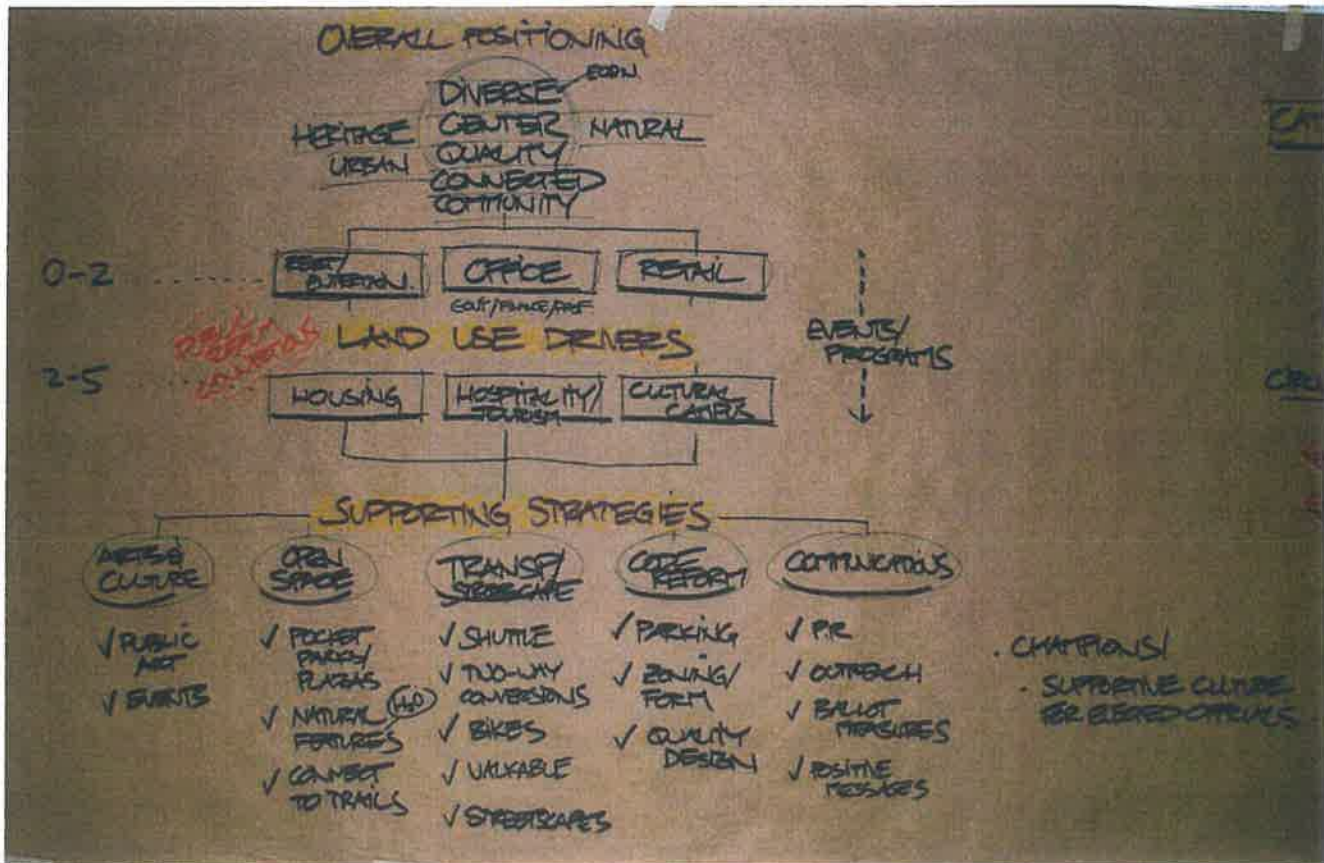 OVERALL POSITIONING
DIVERSE
ECON.
HERITAGE
CENTER
NATURAL
URBAN
QUALITY
CONNECTED
COMMUNITY
0-2
REST/
ENTERTAIN.
OFFICE
RETAIL
GOVT/FINANCE/PROF
LAND USE DRIVERS
EVENTS/
PROGRAMS
2-5
HOUSING
HOSPITALITY/
TOURISM
CULTURAL
CAMPUS
SUPPORTING STRATEGIES
ARTS &
CULTURE
OPEN
SPACE
TRANSP/
STREETSCAPE
CODE
REFORM
COMMUNICATIONS
✓ PUBLIC
ART
✓ EVENTS
✓ POCKET
PARKS/
PLAZAS
✓ NATURAL
FEATURES
H2O
✓ CONNECT
TO TRAILS
✓ SHUTTLE
✓ TWO-WAY
CONVERSIONS
✓ BIKES
✓ WALKABLE
✓ STREETSCAPES
✓ PARKING
✓ ZONING/
FORM
✓ QUALITY
DESIGN
✓ P.R.
✓ OUTREACH
✓ BALLOT
MEASURES
✓ POSITIVE
MESSAGES
· CHAMPIONS/
· SUPPORTIVE CULTURE
FOR ELECTED OFFICIALS